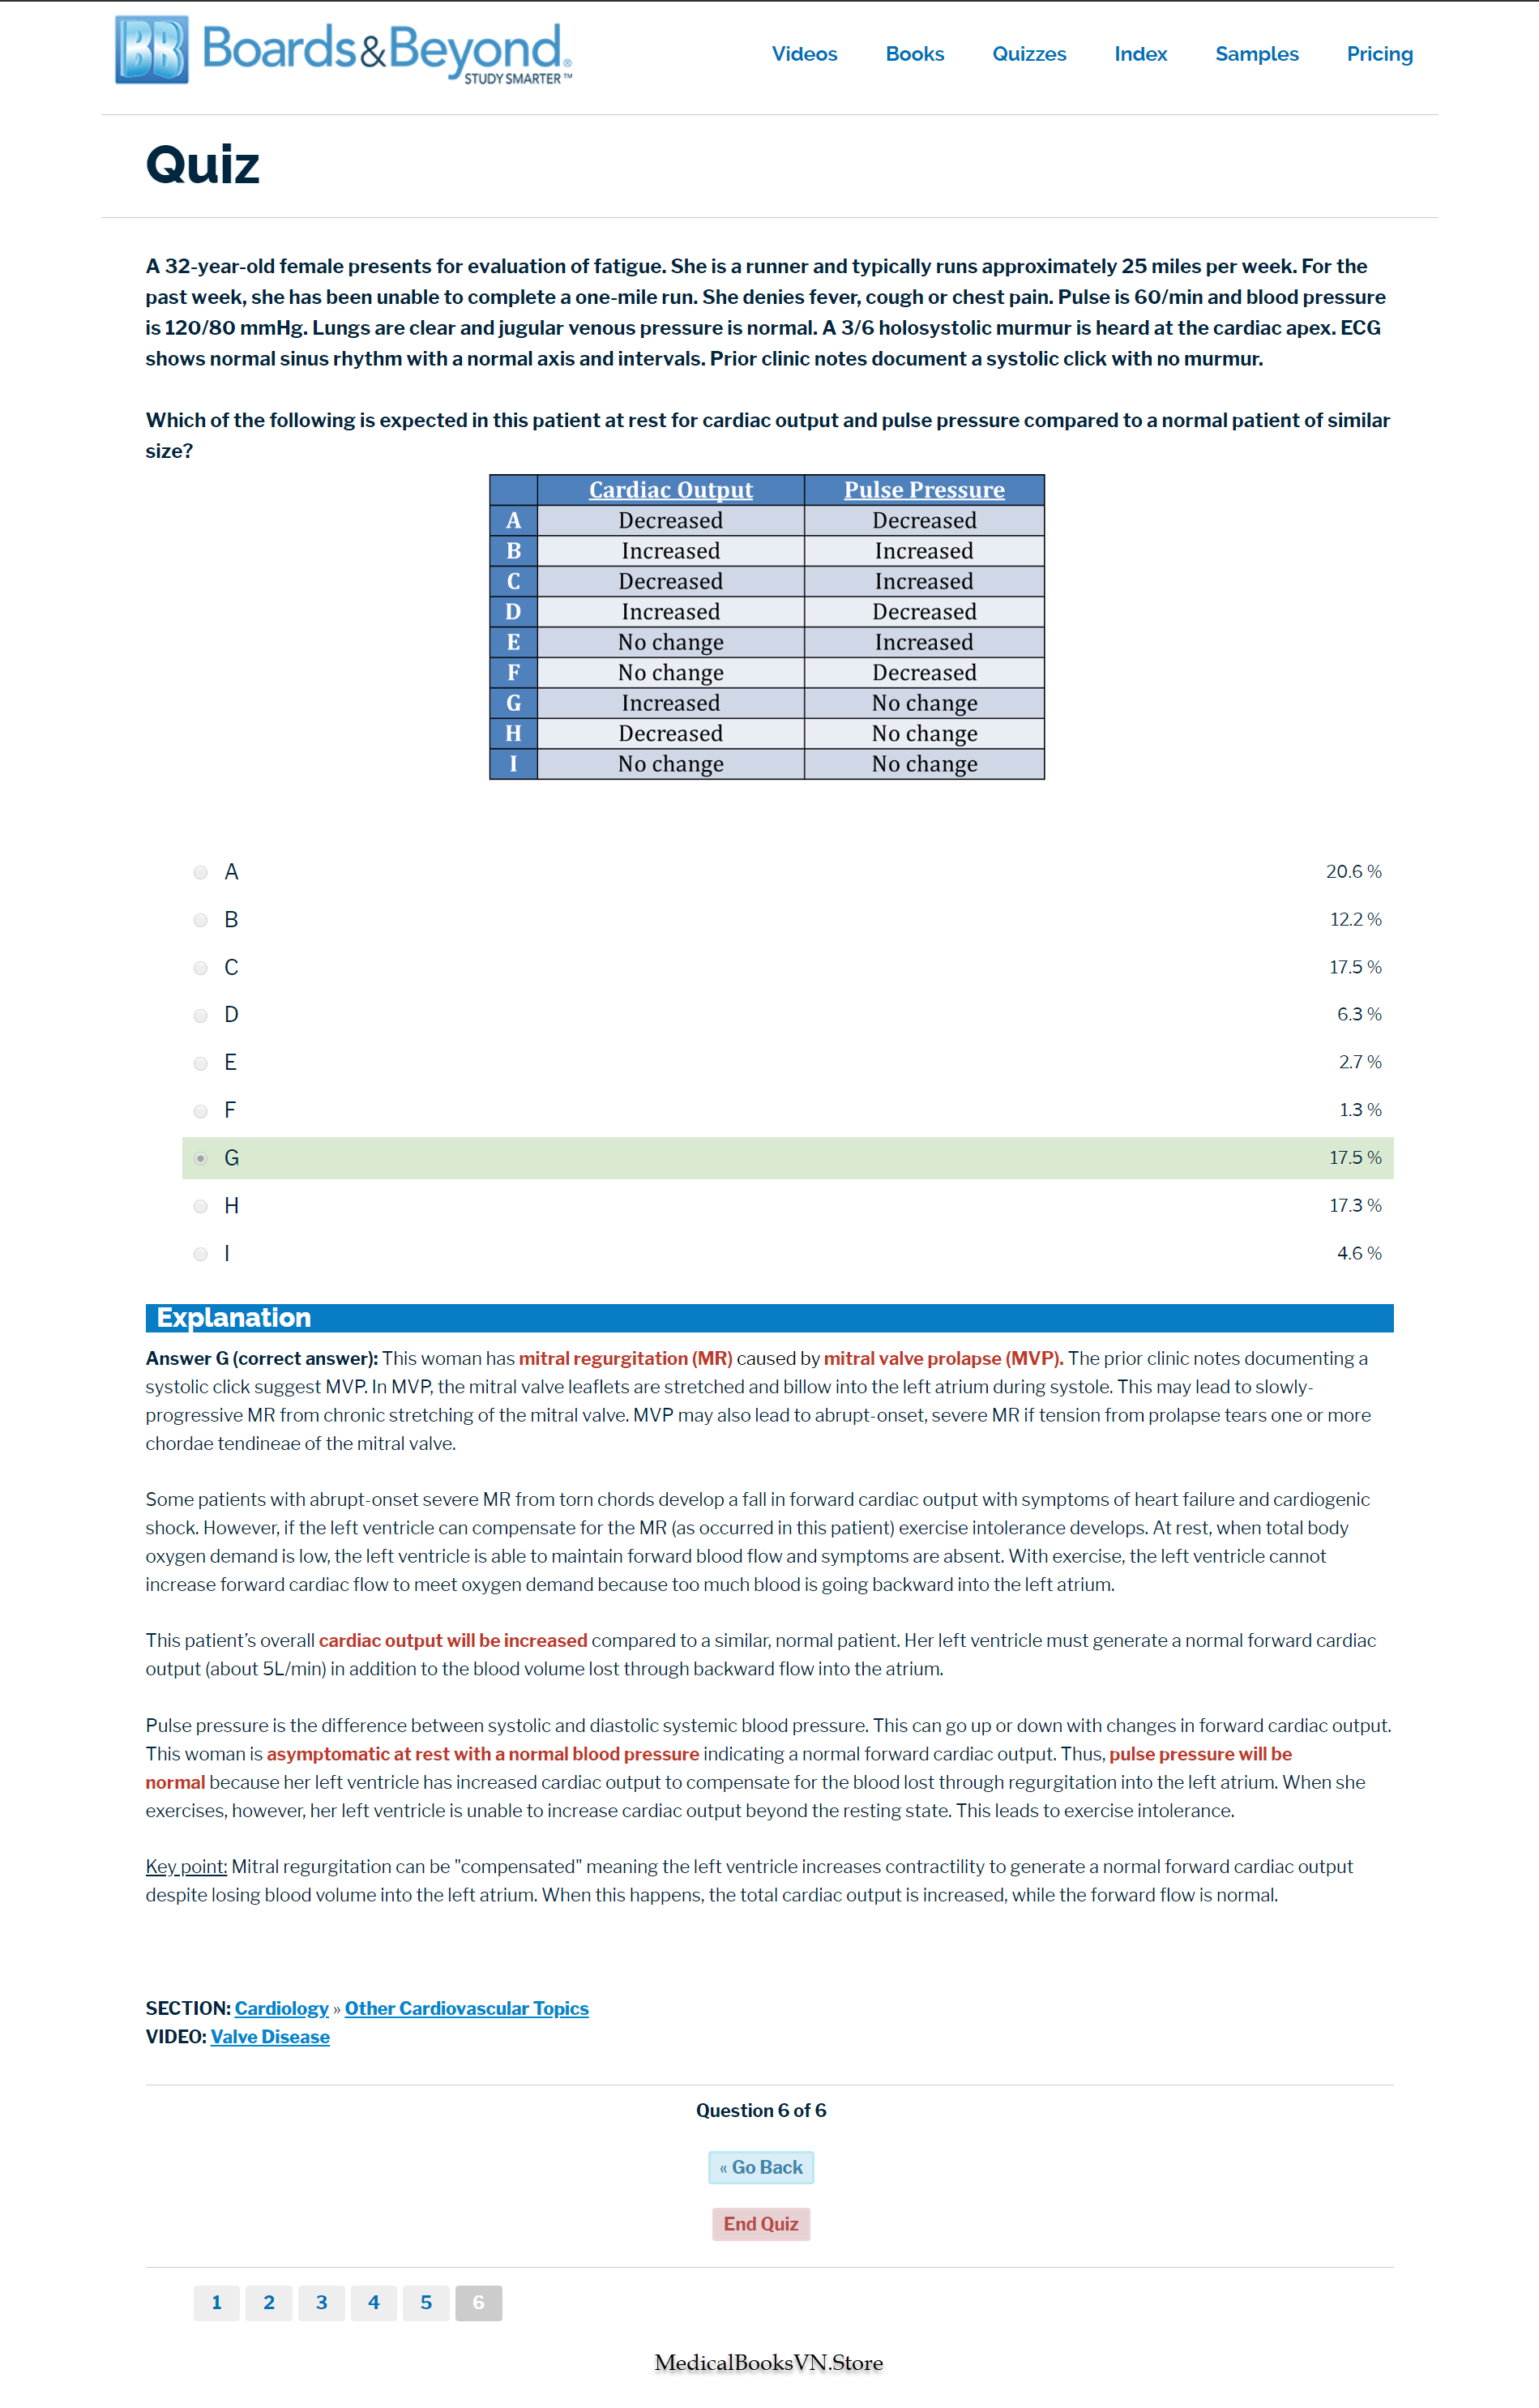 BB Boards&Beyond®
STUDY SMARTER™
Videos Books Quizzes Index Samples Pricing
Quiz
A 32-year-old female presents for evaluation of fatigue. She is a runner and typically runs approximately 25 miles per week. For the
past week, she has been unable to complete a one-mile run. She denies fever, cough or chest pain. Pulse is 60/min and blood pressure
is 120/80 mmHg. Lungs are clear and jugular venous pressure is normal. A 3/6 holosystolic murmur is heard at the cardiac apex. ECG
shows normal sinus rhythm with a normal axis and intervals. Prior clinic notes document a systolic click with no murmur.
Which of the following is expected in this patient at rest for cardiac output and pulse pressure compared to a normal patient of similar
size?
Cardiac Output Pulse Pressure
A Decreased Decreased
B Increased Increased
C Decreased Increased
D Increased Decreased
E No change Increased
F No change Decreased
G Increased No change
H Decreased No change
I No change No change
A 20.6 %
B 12.2 %
C 17.5 %
D 6.3 %
E 2.7 %
F 1.3 %
G 17.5 %
H 17.3 %
I 4.6 %
Explanation
Answer G (correct answer): This woman has mitral regurgitation (MR) caused by mitral valve prolapse (MVP). The prior clinic notes documenting a
systolic click suggest MVP. In MVP, the mitral valve leaflets are stretched and billow into the left atrium during systole. This may lead to slowly-
progressive MR from chronic stretching of the mitral valve. MVP may also lead to abrupt-onset, severe MR if tension from prolapse tears one or more
chordae tendineae of the mitral valve.
Some patients with abrupt-onset severe MR from torn chords develop a fall in forward cardiac output with symptoms of heart failure and cardiogenic
shock. However, if the left ventricle can compensate for the MR (as occurred in this patient) exercise intolerance develops. At rest, when total body
oxygen demand is low, the left ventricle is able to maintain forward blood flow and symptoms are absent. With exercise, the left ventricle cannot
increase forward cardiac flow to meet oxygen demand because too much blood is going backward into the left atrium.
This patient's overall cardiac output will be increased compared to a similar, normal patient. Her left ventricle must generate a normal forward cardiac
output (about 5L/min) in addition to the blood volume lost through backward flow into the atrium.
Pulse pressure is the difference between systolic and diastolic systemic blood pressure. This can go up or down with changes in forward cardiac output.
This woman is asymptomatic at rest with a normal blood pressure indicating a normal forward cardiac output. Thus, pulse pressure will be
normal because her left ventricle has increased cardiac output to compensate for the blood lost through regurgitation into the left atrium. When she
exercises, however, her left ventricle is unable to increase cardiac output beyond the resting state. This leads to exercise intolerance.
Key point: Mitral regurgitation can be "compensated" meaning the left ventricle increases contractility to generate a normal forward cardiac output
despite losing blood volume into the left atrium. When this happens, the total cardiac output is increased, while the forward flow is normal.
SECTION: Cardiology » Other Cardiovascular Topics
VIDEO: Valve Disease
Question 6 of 6
« Go Back
End Quiz
1 2 3 4 5 6
MedicalBooksVN.Store